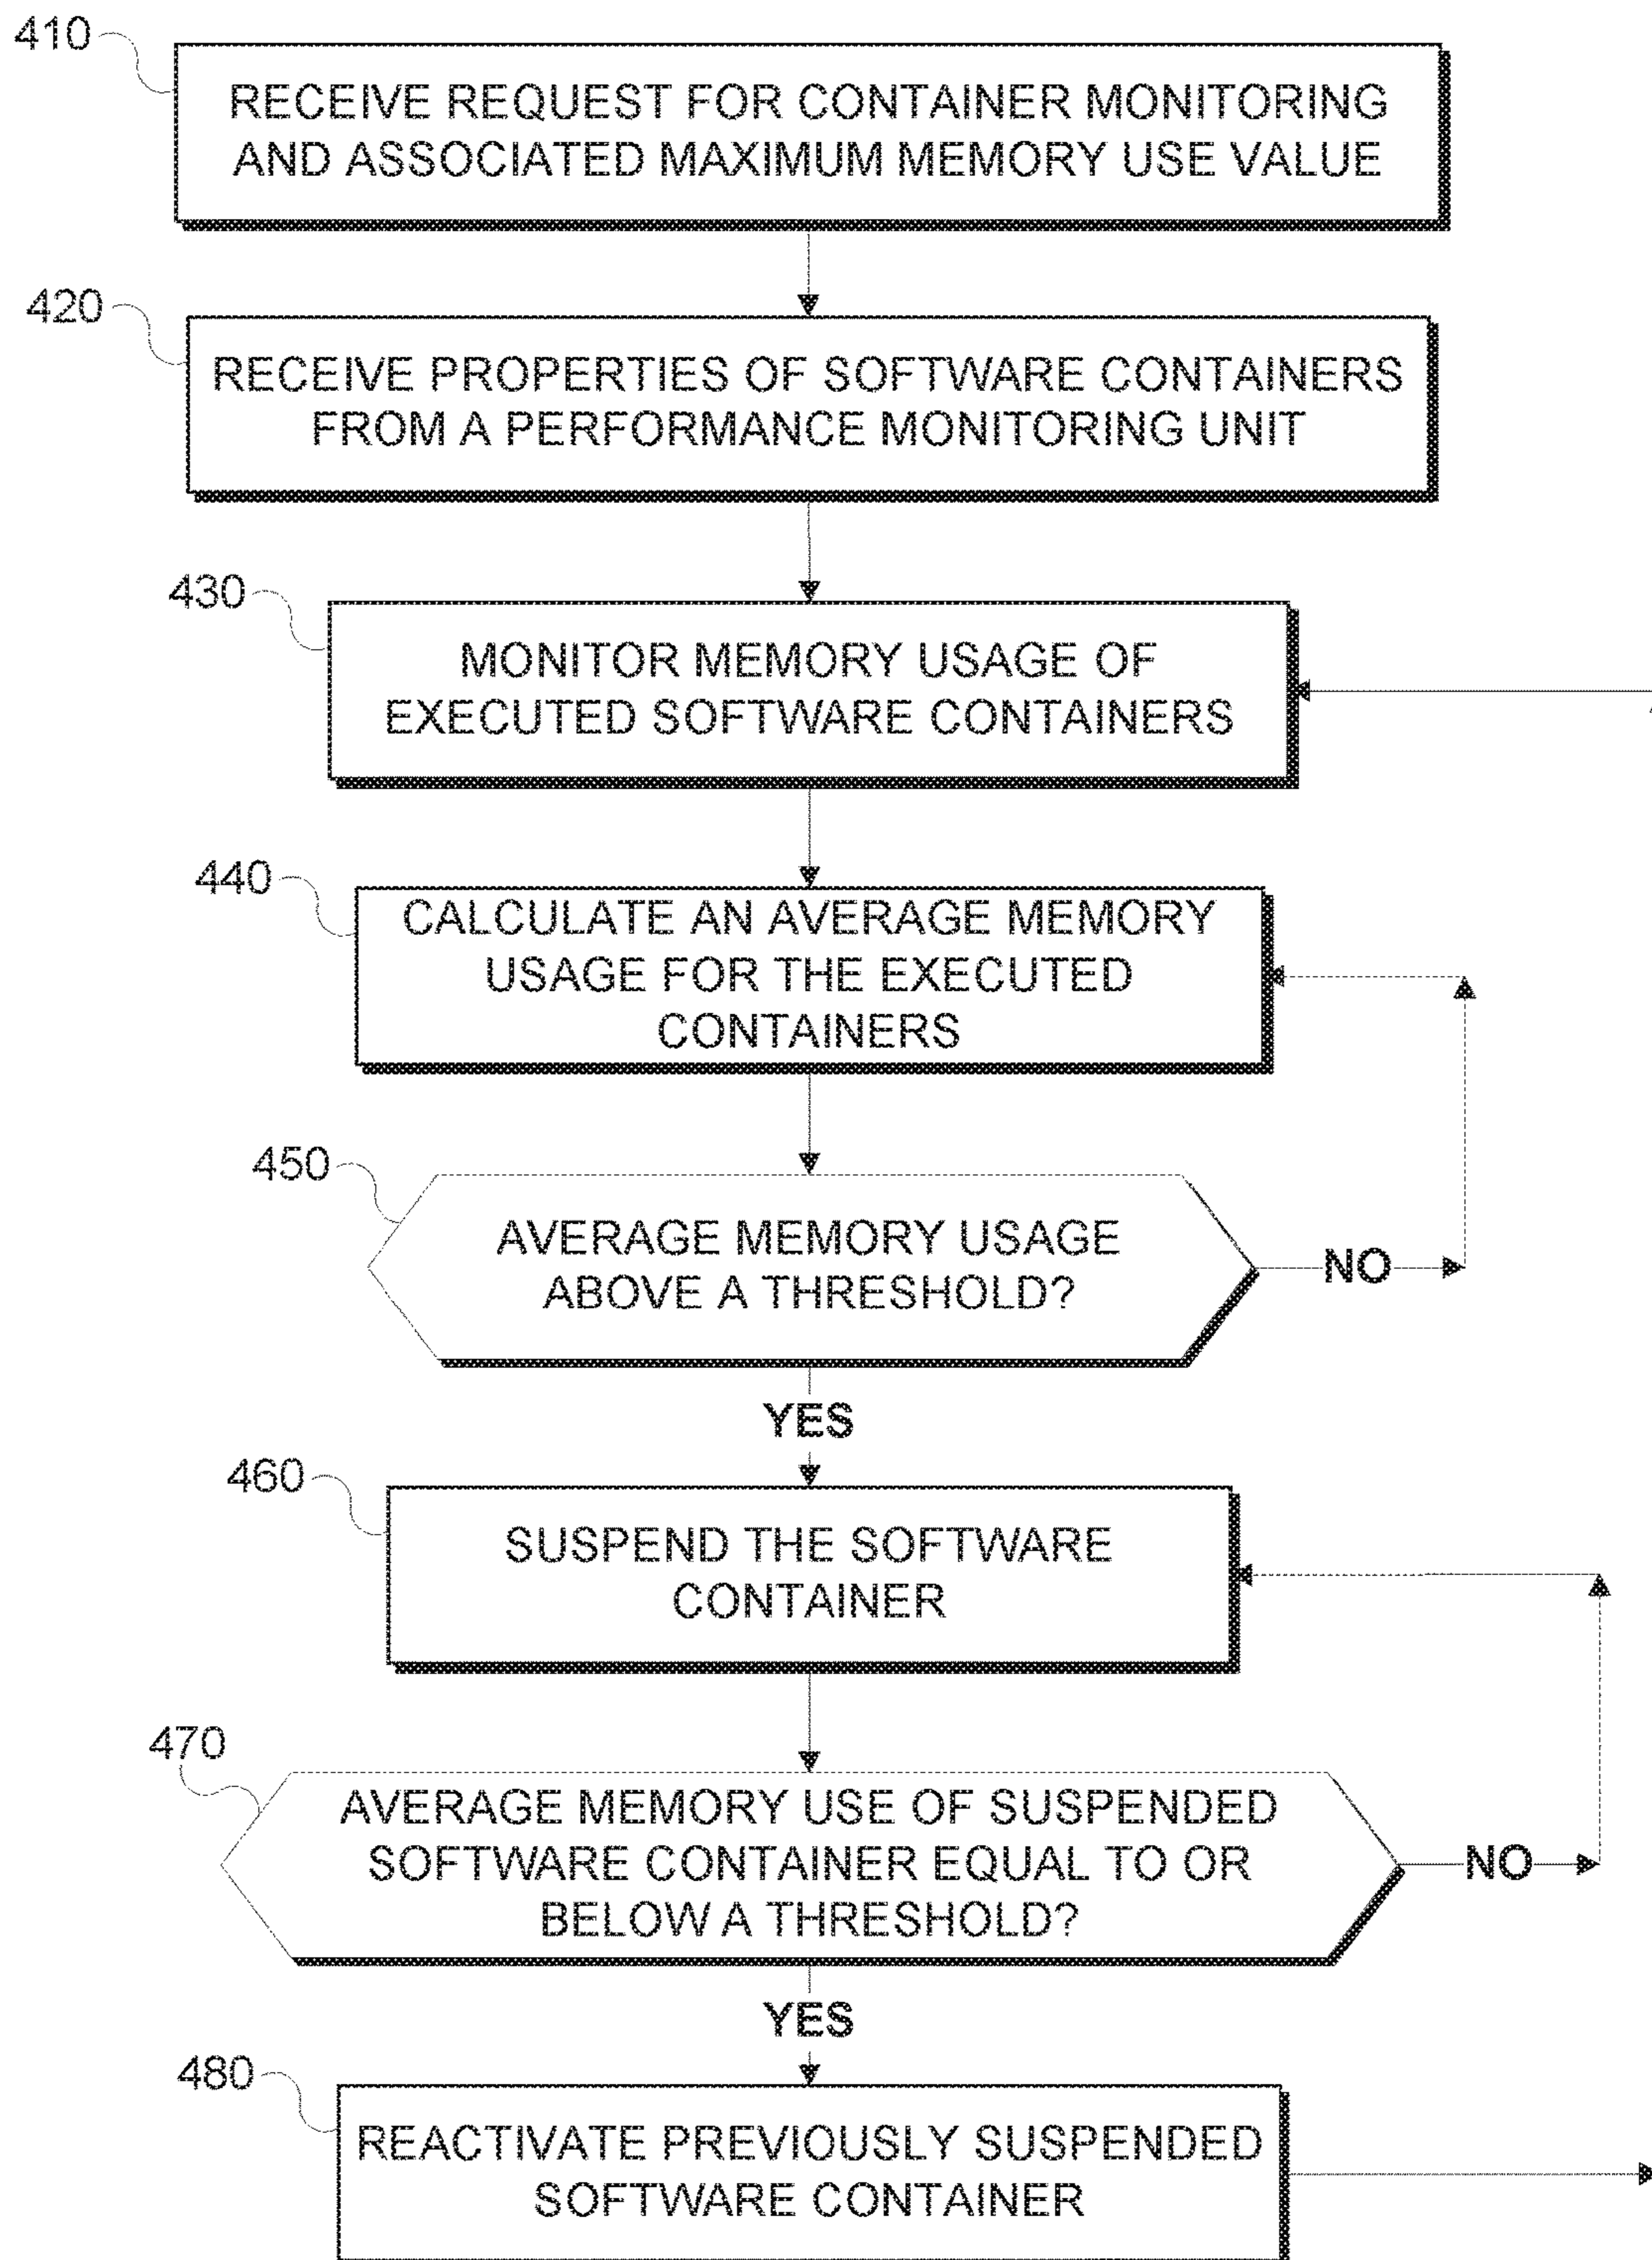 410
RECEIVE REQUEST FOR CONTAINER MONITORING
AND ASSOCIATED MAXIMUM MEMORY USE VALUE
420
RECEIVE PROPERTIES OF SOFTWARE CONTAINERS
FROM A PERFORMANCE MONITORING UNIT
430
MONITOR MEMORY USAGE OF
EXECUTED SOFTWARE CONTAINERS
440
CALCULATE AN AVERAGE MEMORY
USAGE FOR THE EXECUTED
CONTAINERS
450
AVERAGE MEMORY USAGE
ABOVE A THRESHOLD?
NO
YES
460
SUSPEND THE SOFTWARE
CONTAINER
470
AVERAGE MEMORY USE OF SUSPENDED
SOFTWARE CONTAINER EQUAL TO OR
BELOW A THRESHOLD?
NO
YES
480
REACTIVATE PREVIOUSLY SUSPENDED
SOFTWARE CONTAINER